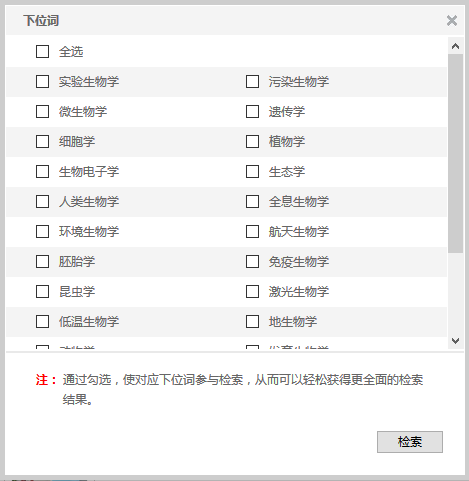 下位词
全选
实验生物学 污染生物学
微生物学 遗传学
细胞学 植物学
生物电子学 生态学
人类生物学 全息生物学
环境生物学 航天生物学
胚胎学 免疫生物学
昆虫学 激光生物学
低温生物学 地生物学
注：通过勾选，使对应下位词参与检索，从而可以轻松获得更全面的检索
结果。
检索